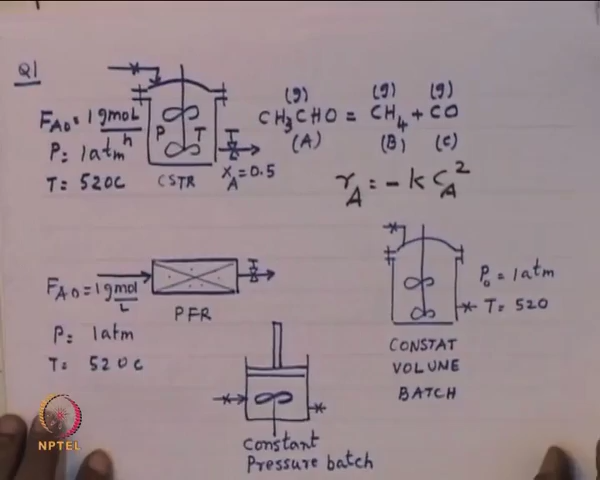 Q1
(g) (g) (g)
CH3CHO = CH4 + CO
(A) (B) (C)
FA0 = 1 gmol/h
P: 1 atm
T: 520C
P T
CSTR
XA = 0.5
rA = -k CA^2
FA0 = 1 gmol/L
P: 1 atm
T: 520C
PFR
P0 = 1 atm
T = 520
CONSTAT
VOLUNE
BATCH
Constant
Pressure batch
NPTEL